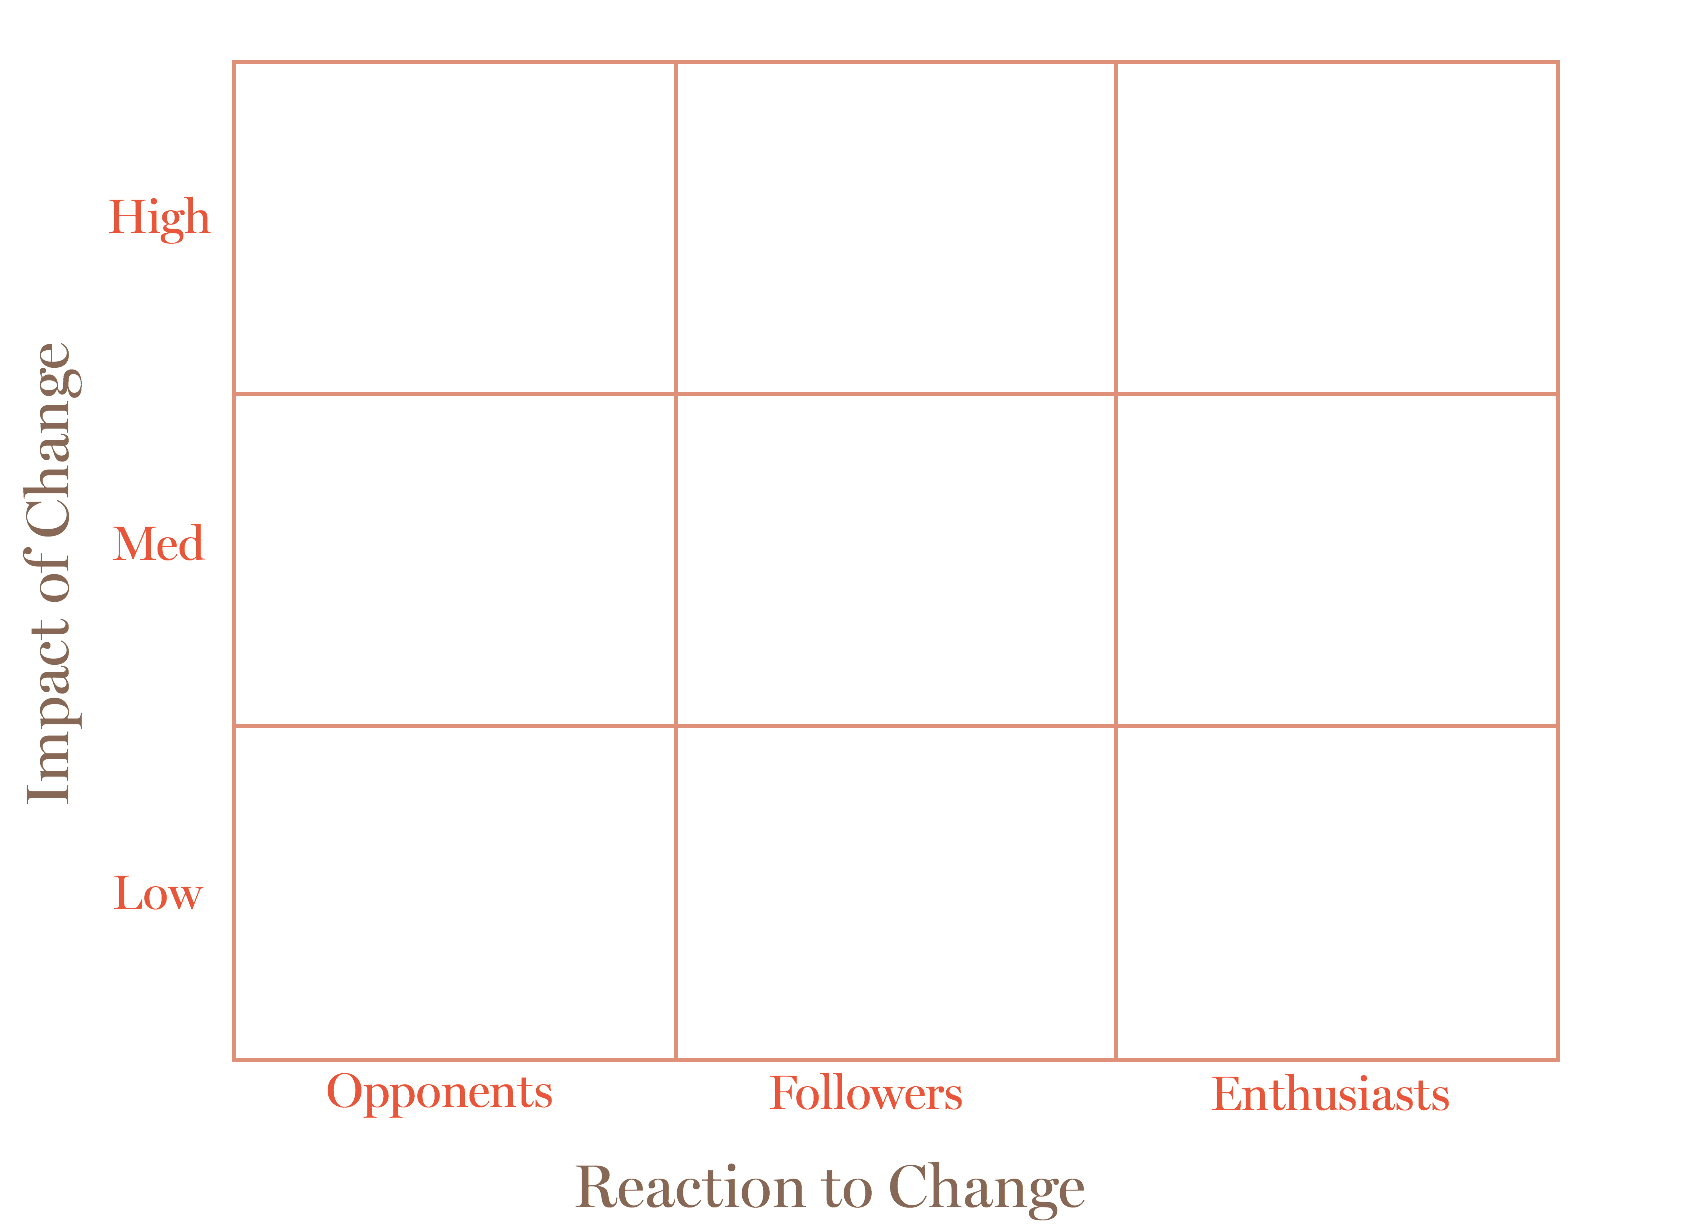 High
Impact of Change
Med
Low
Opponents
Followers
Enthusiasts
Reaction to Change